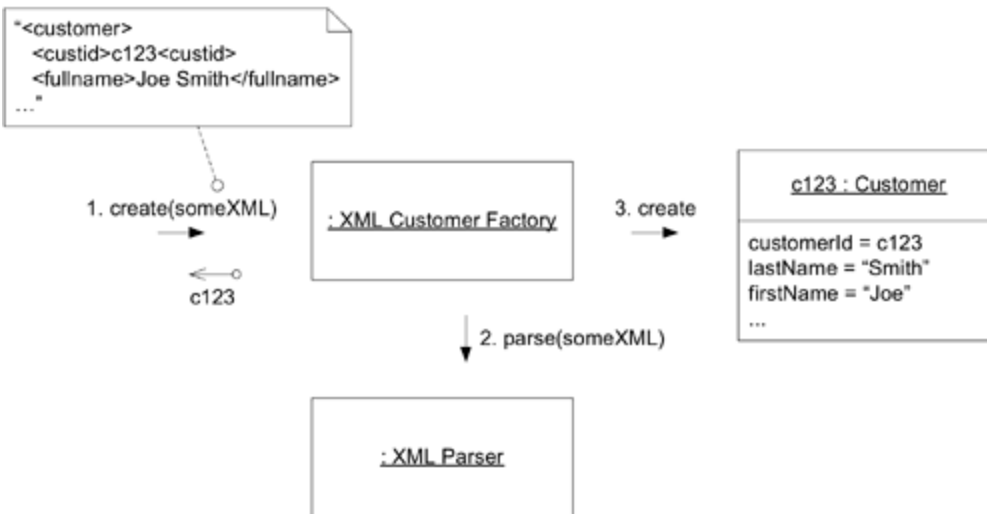 “<customer>
<custid>c123<custid>
<fullname>Joe Smith</fullname>
…”
1. create(someXML)
c123
: XML Customer Factory
3. create
c123 : Customer
customerId = c123
lastName = “Smith”
firstName = “Joe”
...
2. parse(someXML)
: XML Parser